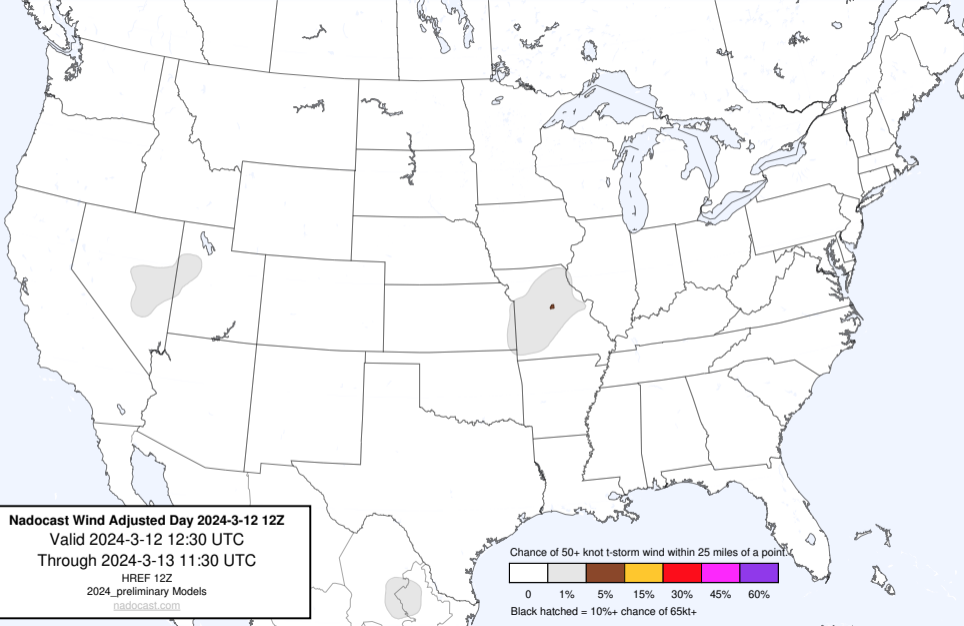 Nadocast Wind Adjusted Day 2024-3-12 12Z
Valid 2024-3-12 12:30 UTC
Through 2024-3-13 11:30 UTC
HREF 12Z
2024_preliminary Models
nadocast.com
Chance of 50+ knot t-storm wind within 25 miles of a point.
0 1% 5% 15% 30% 45% 60%
Black hatched = 10%+ chance of 65kt+